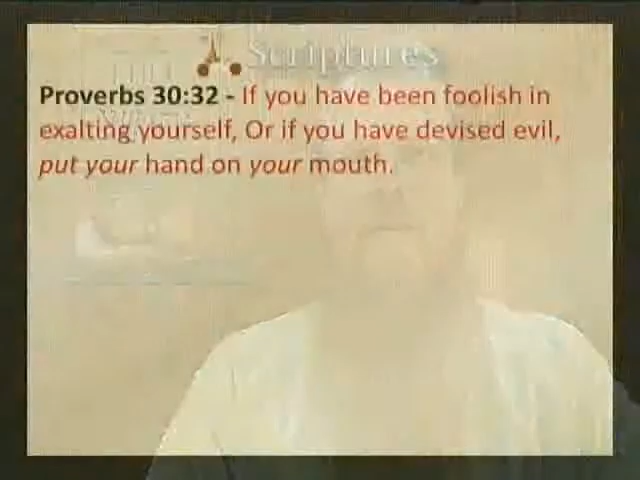 Scriptures
Proverbs 30:32 - If you have been foolish in
exalting yourself, Or if you have devised evil,
put your hand on your mouth.